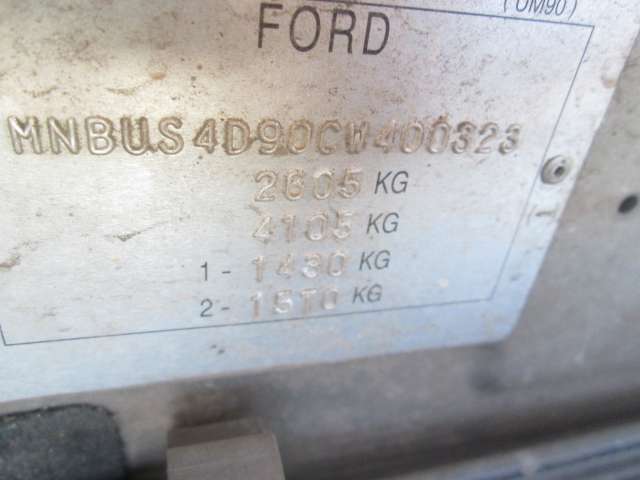 (UM90)
FORD
MNBUS4D90CW400323
2605 KG
4105 KG
1 - 1430 KG
2 - 1510 KG